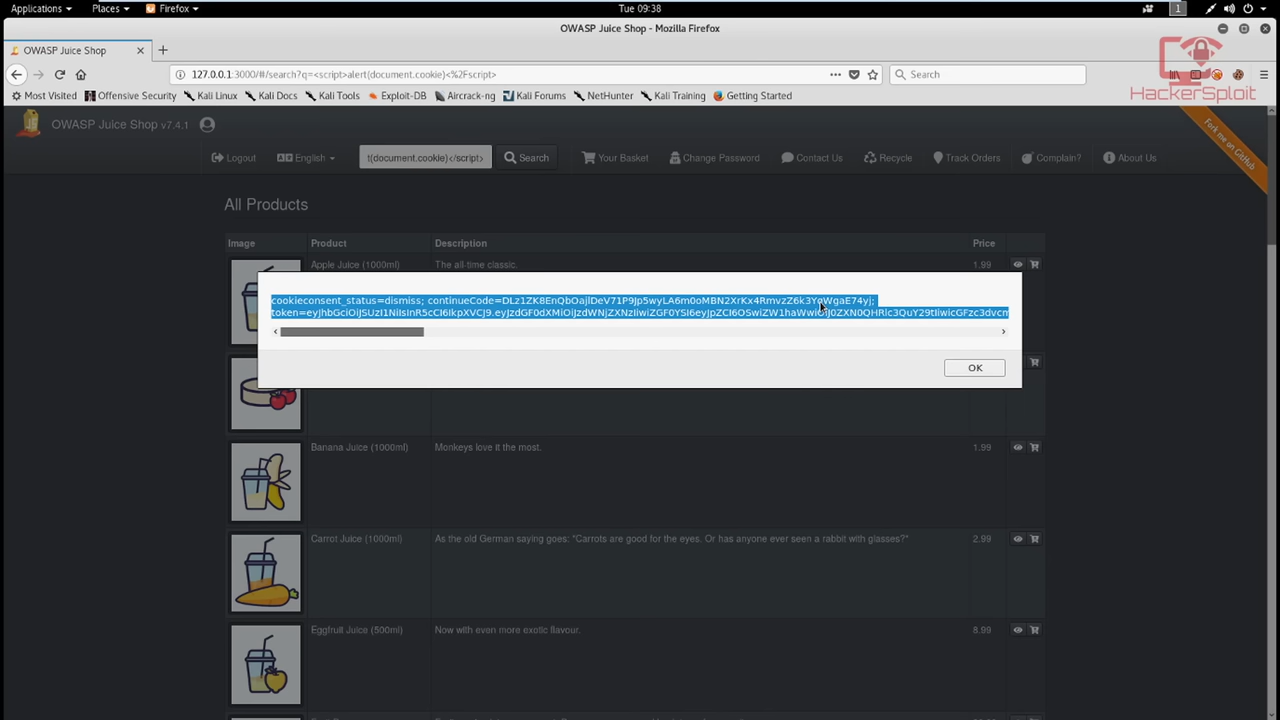 Applications Places Firefox Tue 09:38 1
OWASP Juice Shop - Mozilla Firefox
OWASP Juice Shop
127.0.0.1:3000/#/search?q=<script>alert(document.cookie)<%2Fscript> Search
Most Visited Offensive Security Kali Linux Kali Docs Kali Tools Exploit-DB Aircrack-ng Kali Forums NetHunter Kali Training Getting Started
HackerSploit
OWASP Juice Shop v7.4.1
Fork me on GitHub
Logout English t(document.cookie)</script> Search Your Basket Change Password Contact Us Recycle Track Orders Complain? About Us
All Products
Image Product Description Price
Apple Juice (1000ml) The all-time classic. 1.99
cookieconsent_status=dismiss;
OK
Banana Juice (1000ml) Monkeys love it the most. 1.99
Carrot Juice (1000ml) As the old German saying goes: "Carrots are good for the eyes. Or has anyone ever seen a rabbit with glasses?" 2.99
Eggfruit Juice (500ml) Now with even more exotic flavour. 8.99